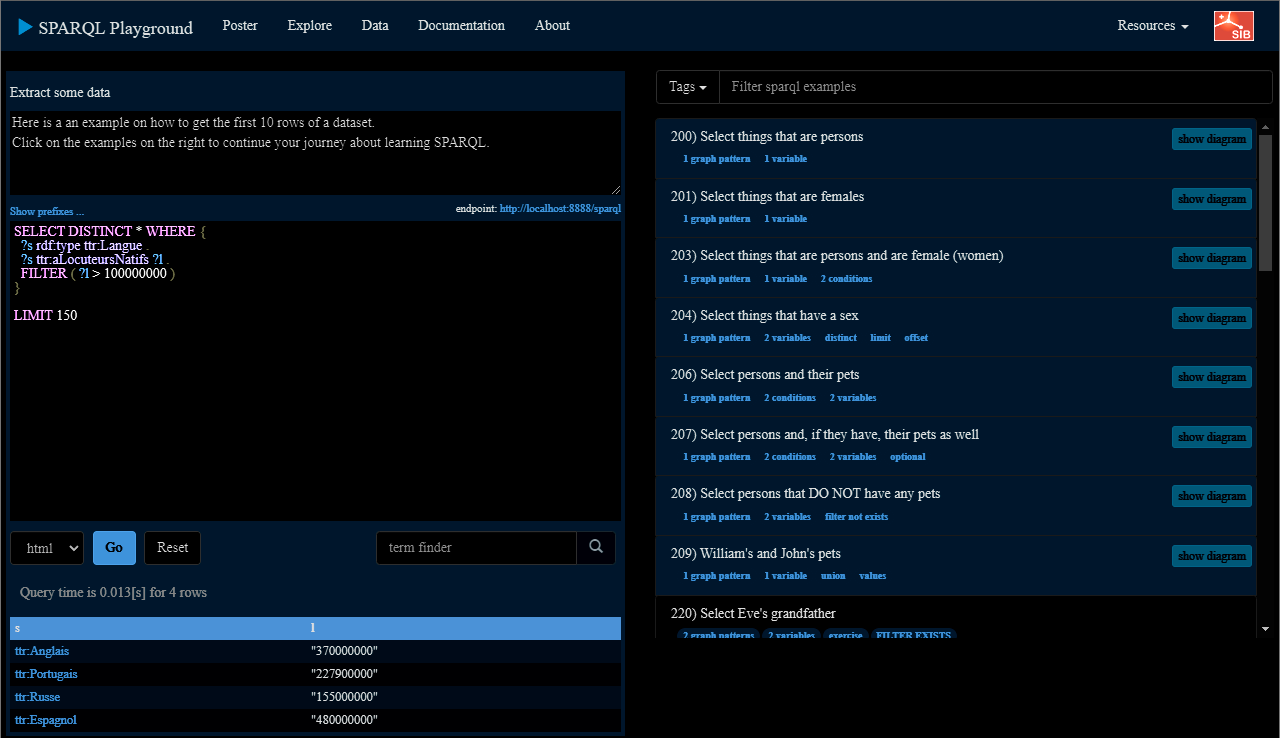 SPARQL Playground Poster Explore Data Documentation About Resources SIB
Extract some data
Here is a an example on how to get the first 10 rows of a dataset.
Click on the examples on the right to continue your journey about learning SPARQL.
Show prefixes ... endpoint: http://localhost:8888/sparql
SELECT DISTINCT * WHERE {
?s rdf:type ttr:Langue .
?s ttr:aLocuteursNatifs ?l .
FILTER ( ?l > 100000000 )
}
LIMIT 150
html Go Reset term finder
Query time is 0.013[s] for 4 rows
s l
ttr:Anglais "370000000"
ttr:Portugais "227900000"
ttr:Russe "155000000"
ttr:Espagnol "480000000"
Tags Filter sparql examples
200) Select things that are persons show diagram
1 graph pattern 1 variable
201) Select things that are females show diagram
1 graph pattern 1 variable
203) Select things that are persons and are female (women) show diagram
1 graph pattern 1 variable 2 conditions
204) Select things that have a sex show diagram
1 graph pattern 2 variables distinct limit offset
206) Select persons and their pets show diagram
1 graph pattern 2 conditions 2 variables
207) Select persons and, if they have, their pets as well show diagram
1 graph pattern 2 conditions 2 variables optional
208) Select persons that DO NOT have any pets show diagram
1 graph pattern 2 variables filter not exists
209) William's and John's pets show diagram
1 graph pattern 1 variable union values
220) Select Eve's grandfather
2 graph patterns 2 variables exercise FILTER EXISTS